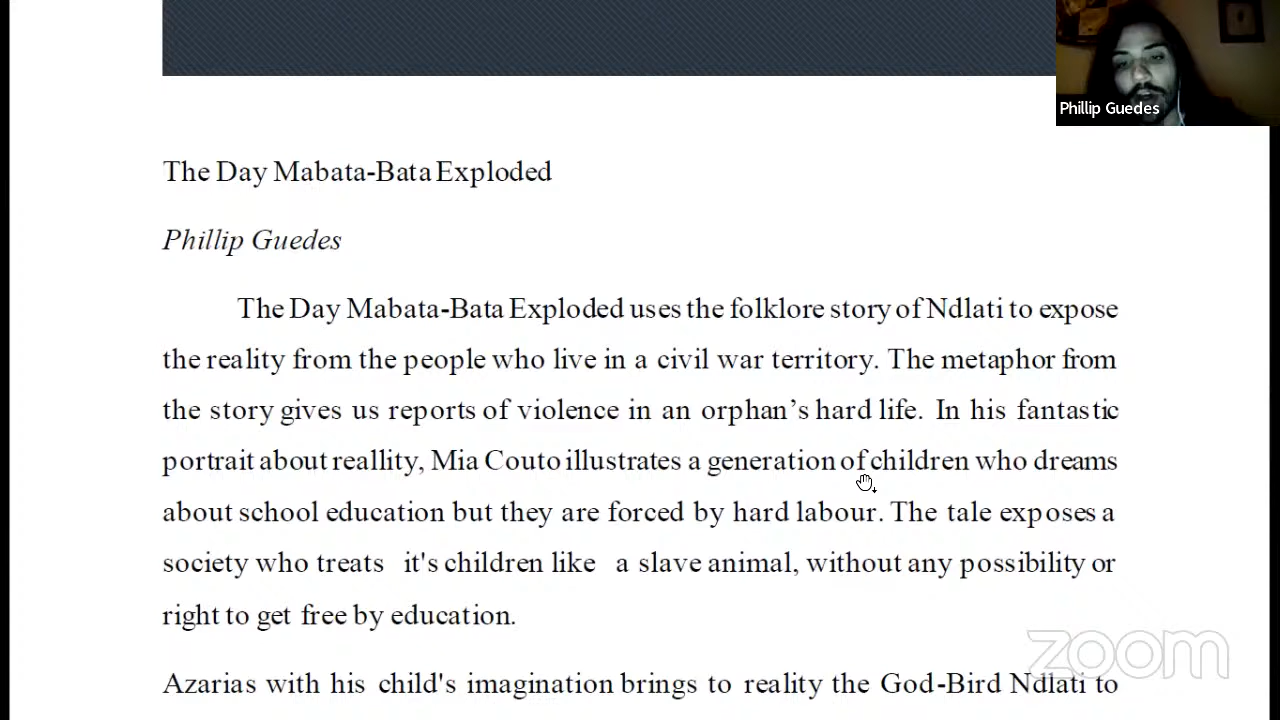 Phillip Guedes
The Day Mabata-Bata Exploded
Phillip Guedes
The Day Mabata-Bata Exploded uses the folklore story of Ndlati to expose
the reality from the people who live in a civil war territory. The metaphor from
the story gives us reports of violence in an orphan’s hard life. In his fantastic
portrait about reallity, Mia Couto illustrates a generation of children who dreams
about school education but they are forced by hard labour. The tale exposes a
society who treats it's children like a slave animal, without any possibility or
right to get free by education.
zoom
Azarias with his child's imagination brings to reality the God-Bird Ndlati to